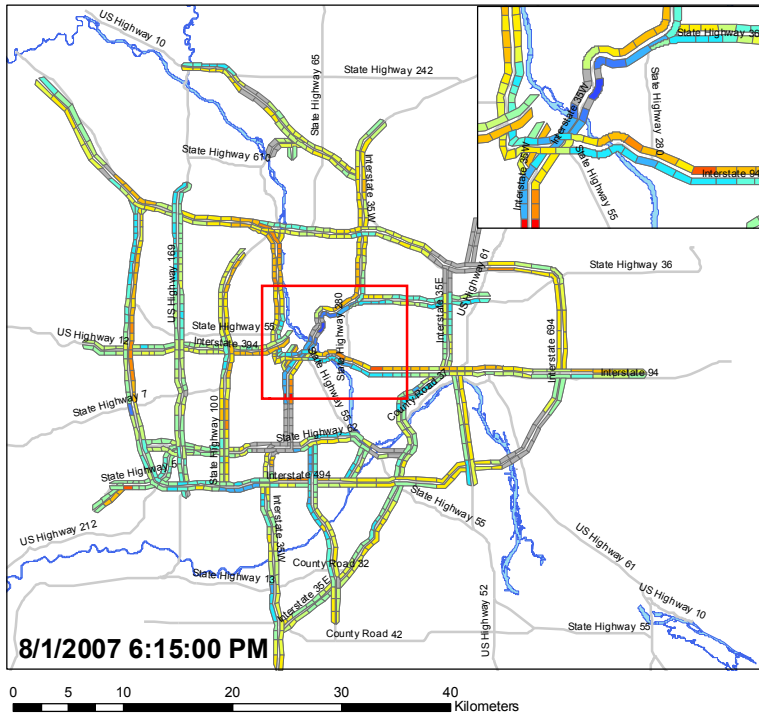 US Highway 10
State Highway 65
State Highway 242
State Highway 36
State Highway 280
Interstate 35W
Interstate 35W
State Highway 55
Interstate 94
State Highway 610
Interstate 35W
US Highway 169
US Highway 61
State Highway 36
Interstate 35E
State Highway 280
State Highway 55
US Highway 12
Interstate 394
Interstate 694
Interstate 94
State Highway 7
State Highway 100
State Highway 55
County Road 37
State Highway 62
State Highway 5
Interstate 494
State Highway 55
US Highway 212
Interstate 35W
County Road 32
State Highway 13
Interstate 35E
US Highway 61
US Highway 52
US Highway 10
State Highway 55
County Road 42
8/1/2007 6:15:00 PM
0 5 10 20 30 40
Kilometers